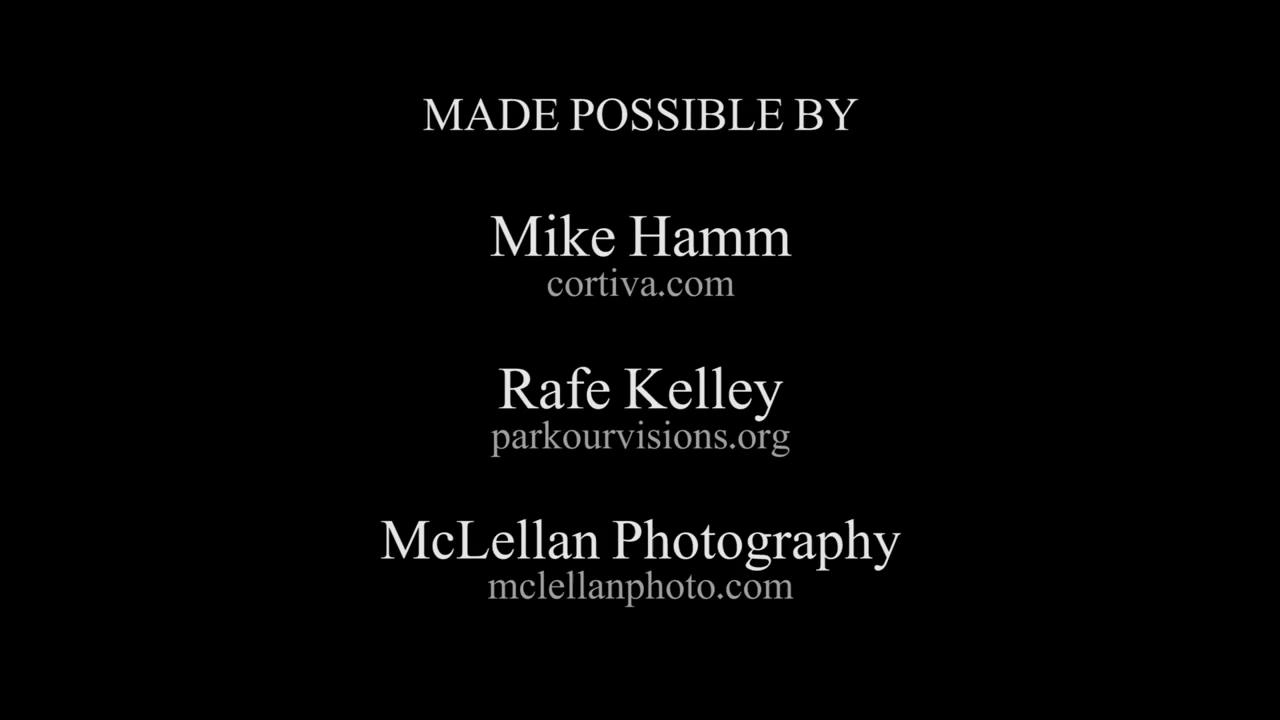 MADE POSSIBLE BY
Mike Hamm
cortiva.com
Rafe Kelley
parkourvisions.org
McLellan Photography
mclellanphoto.com